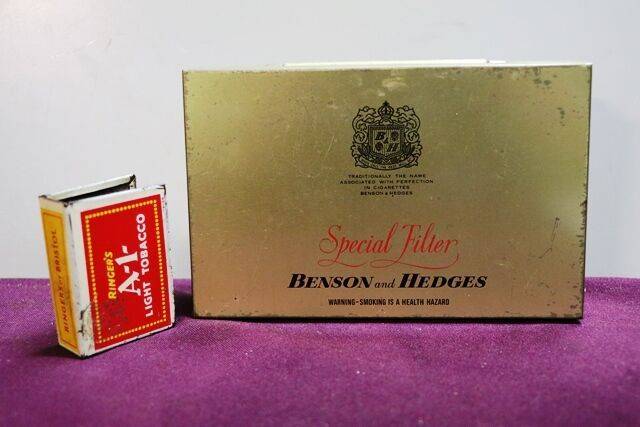 RINGER'S
A-1-
LIGHT TOBACCO
RINGERS OF BRISTOL
B H
TRADITIONALLY THE NAME
ASSOCIATED WITH PERFECTION
IN CIGARETTES
BENSON & HEDGES
Special Filter
BENSON and HEDGES
WARNING-SMOKING IS A HEALTH HAZARD